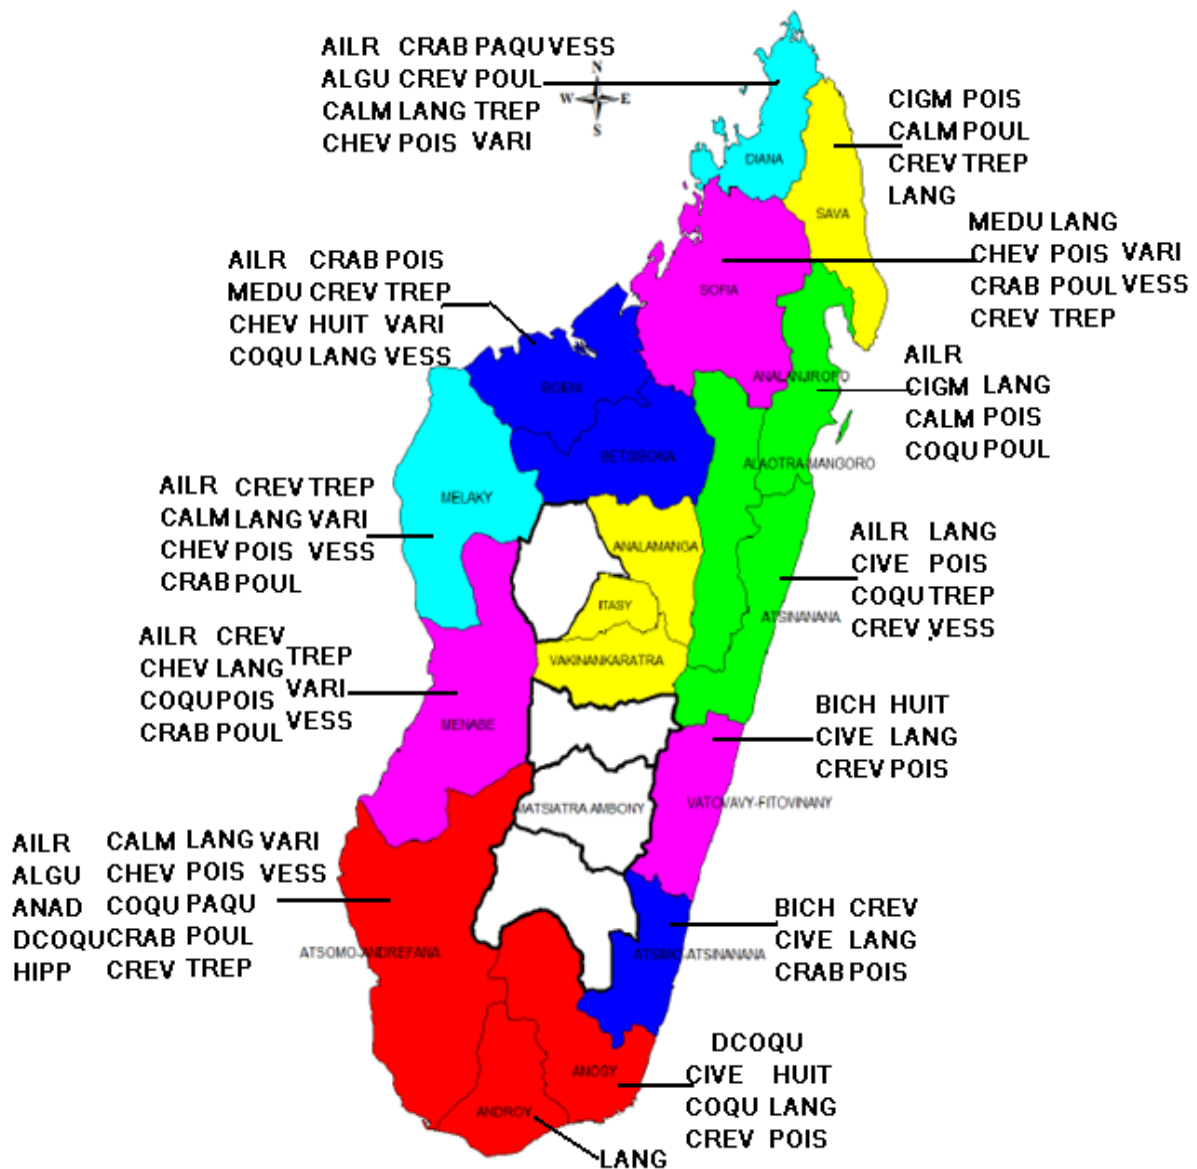 AILR CRAB PAQU VESS
ALGU CREV POUL
CALM LANG TREP
CHEV POIS VARI
N
W E
S
CIGM POIS
CALM POUL
CREV TREP
LANG
DIANA
SAVA
MEDU LANG
CHEV POIS VARI
CRAB POUL VESS
CREV TREP
SOFIA
AILR CRAB POIS
MEDU CREV TREP
CHEV HUIT VARI
COQU LANG VESS
BOENI
BETSIBOKA
ANALANJIROFO
AILR
CIGM LANG
CALM POIS
COQU POUL
ALAOTRA-MANGORO
MELAKY
AILR CREV TREP
CALM LANG VARI
CHEV POIS VESS
CRAB POUL
ANALAMANGA
ITASY
VAKINANKARATRA
AILR LANG
CIVE POIS
COQU TREP
CREV VESS
ATSINANANA
AILR CREV
CHEV LANG TREP
COQU POIS VARI
CRAB POUL VESS
MENABE
BICH HUIT
CIVE LANG
CREV POIS
VATOVAVY-FITOVINANY
MATSIATRA AMBONY
AILR CALM LANG VARI
ALGU CHEV POIS VESS
ANAD COQU PAQU
DCOQU CRAB POUL
HIPP CREV TREP
ATSOMO-ANDREFANA
BICH CREV
CIVE LANG
CRAB POIS
ATSIMO-ATSINANANA
DCOQU
CIVE HUIT
COQU LANG
CREV POIS
ANOSY
ANDROY
LANG